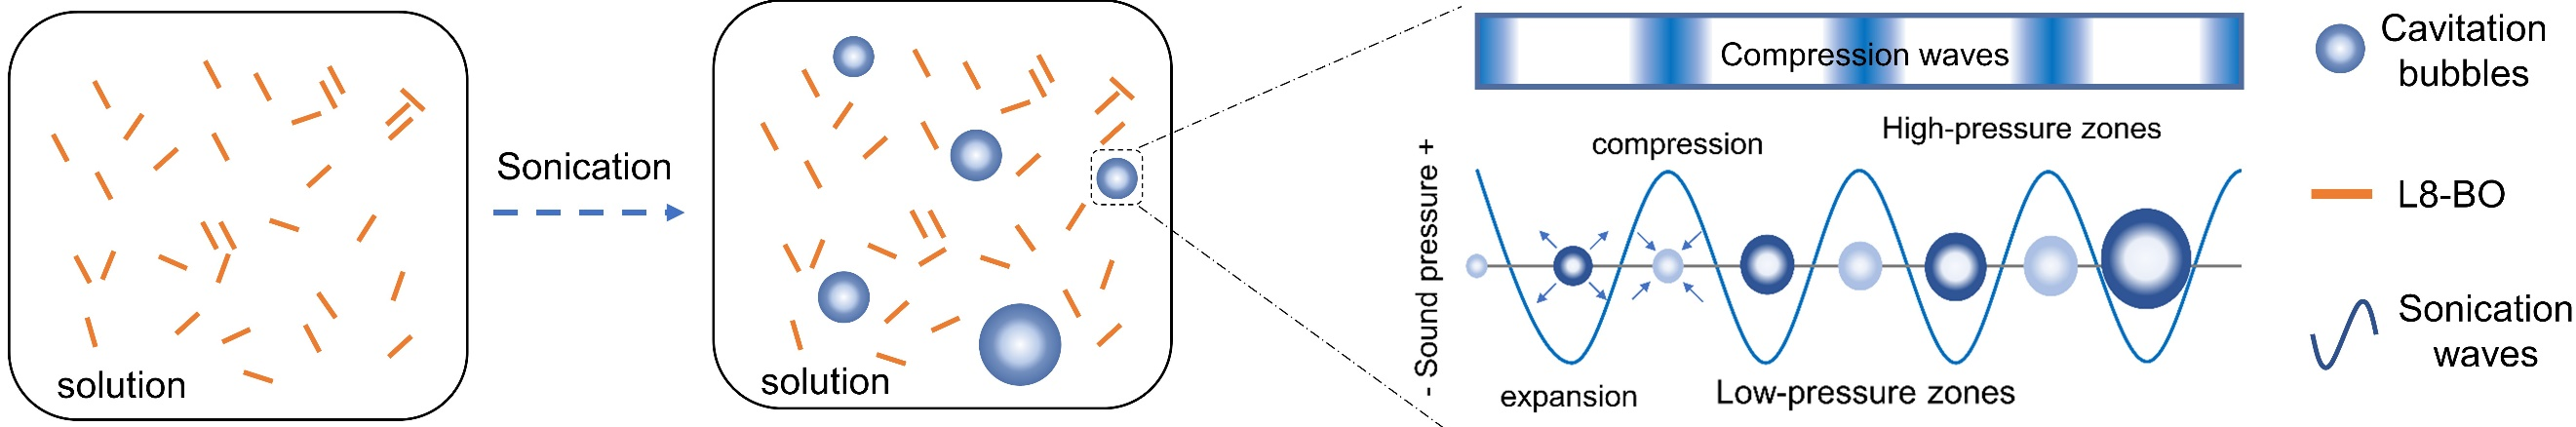 solution
Sonication
solution
Compression waves
- Sound pressure +
compression
High-pressure zones
expansion
Low-pressure zones
Cavitation
bubbles
L8-BO
Sonication
waves